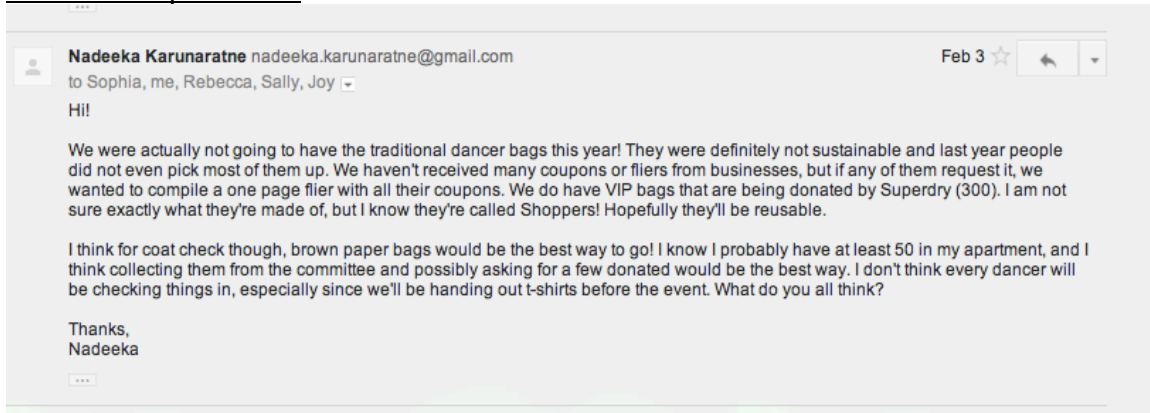 Nadeeka Karunaratne nadeeka.karunaratne@gmail.com Feb 3
to Sophia, me, Rebecca, Sally, Joy
Hi!
We were actually not going to have the traditional dancer bags this year! They were definitely not sustainable and last year people
did not even pick most of them up. We haven't received many coupons or fliers from businesses, but if any of them request it, we
wanted to compile a one page flier with all their coupons. We do have VIP bags that are being donated by Superdry (300). I am not
sure exactly what they're made of, but I know they're called Shoppers! Hopefully they'll be reusable.
I think for coat check though, brown paper bags would be the best way to go! I know I probably have at least 50 in my apartment, and I
think collecting them from the committee and possibly asking for a few donated would be the best way. I don't think every dancer will
be checking things in, especially since we'll be handing out t-shirts before the event. What do you all think?
Thanks,
Nadeeka